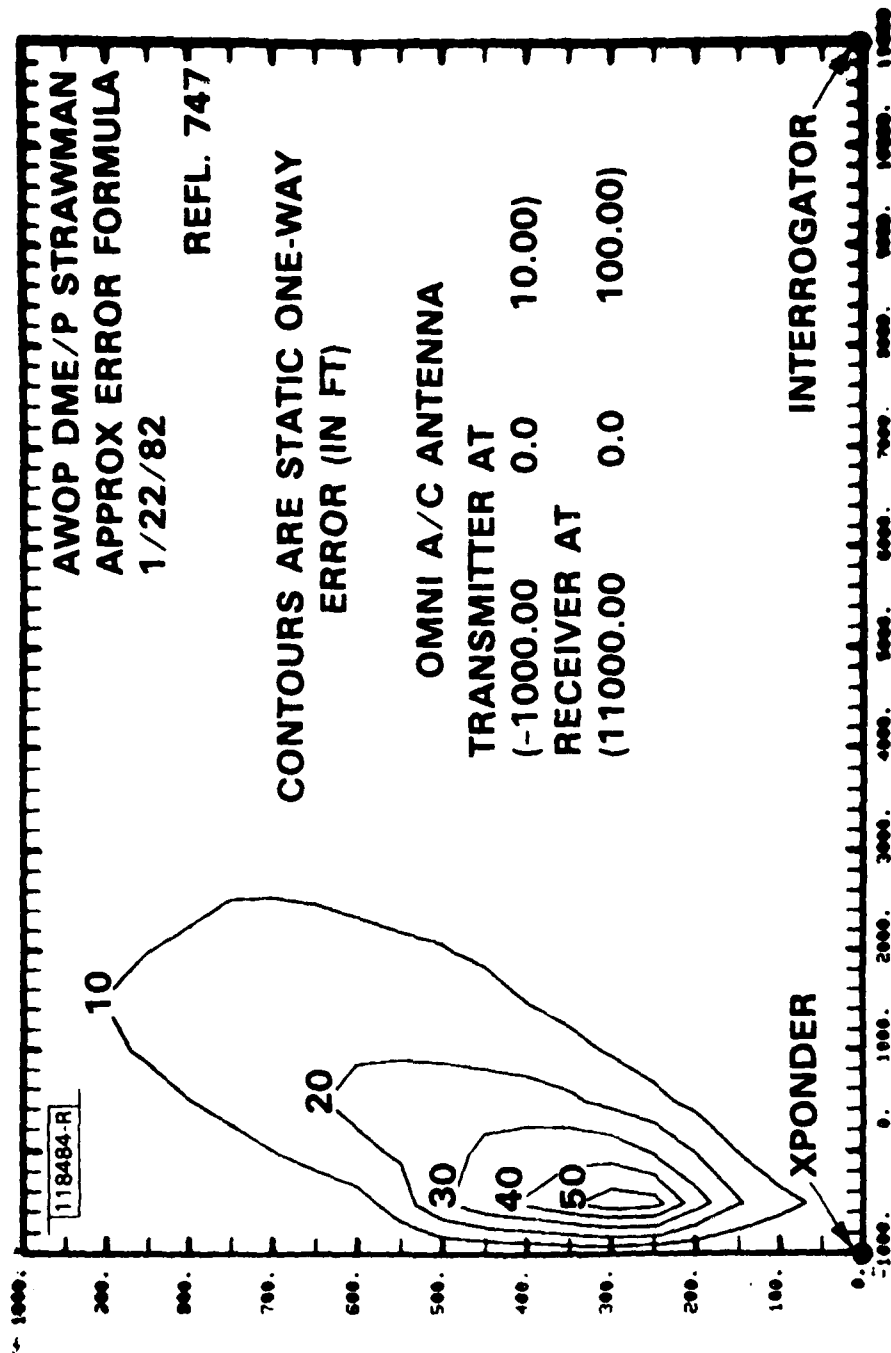 118484-R
AWOP DME/P STRAWMAN
APPROX ERROR FORMULA
1/22/82
REFL. 747
CONTOURS ARE STATIC ONE-WAY
ERROR (IN FT)
OMNI A/C ANTENNA
TRANSMITTER AT
(-1000.00 0.0 10.00)
RECEIVER AT
(11000.00 0.0 100.00)
10
20
30
40
50
XPONDER
INTERROGATOR
1000.
900.
800.
700.
600.
500.
400.
300.
200.
100.
0.
-1000. 0. 1000. 2000. 3000. 4000. 5000. 6000. 7000. 8000. 9000. 10000. 11000.